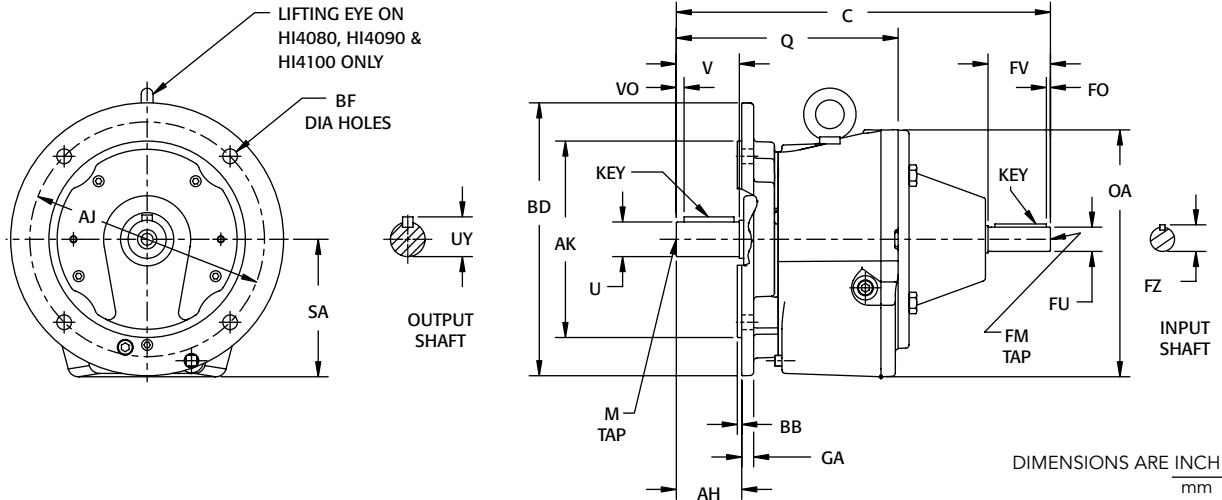 LIFTING EYE ON
HI4080, HI4090 &
HI4100 ONLY
BF
DIA HOLES
AJ
SA
UY
OUTPUT
SHAFT
C
Q
V
FV
VO
FO
KEY
KEY
BD
AK
OA
U
FU
FZ
FM
TAP
INPUT
SHAFT
M
TAP
BB
GA
AH
DIMENSIONS ARE INCH
mm